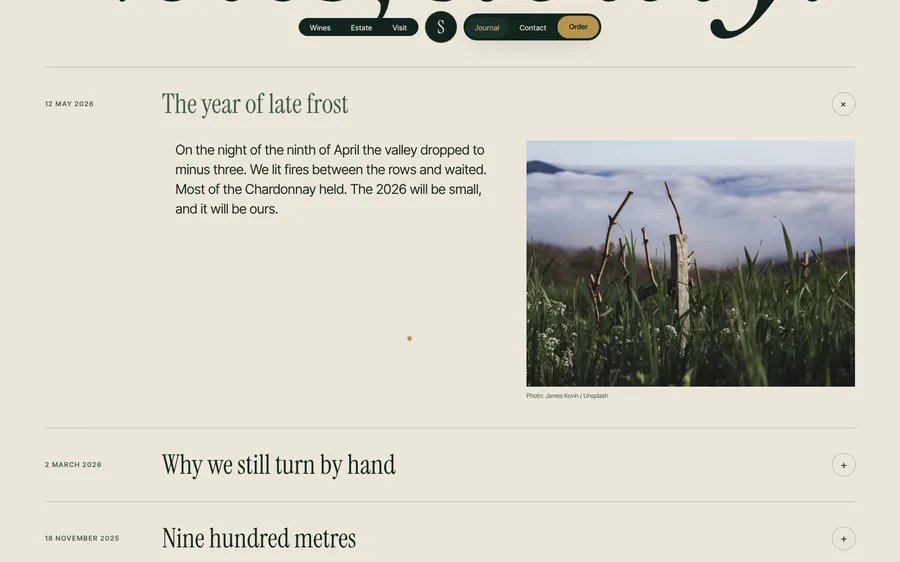 Wines Estate Visit S Journal Contact Order
12 MAY 2026 The year of late frost ×
On the night of the ninth of April the valley dropped to
minus three. We lit fires between the rows and waited.
Most of the Chardonnay held. The 2026 will be small,
and it will be ours.
Photo: James Kovin / Unsplash
2 MARCH 2026 Why we still turn by hand +
18 NOVEMBER 2025 Nine hundred metres +